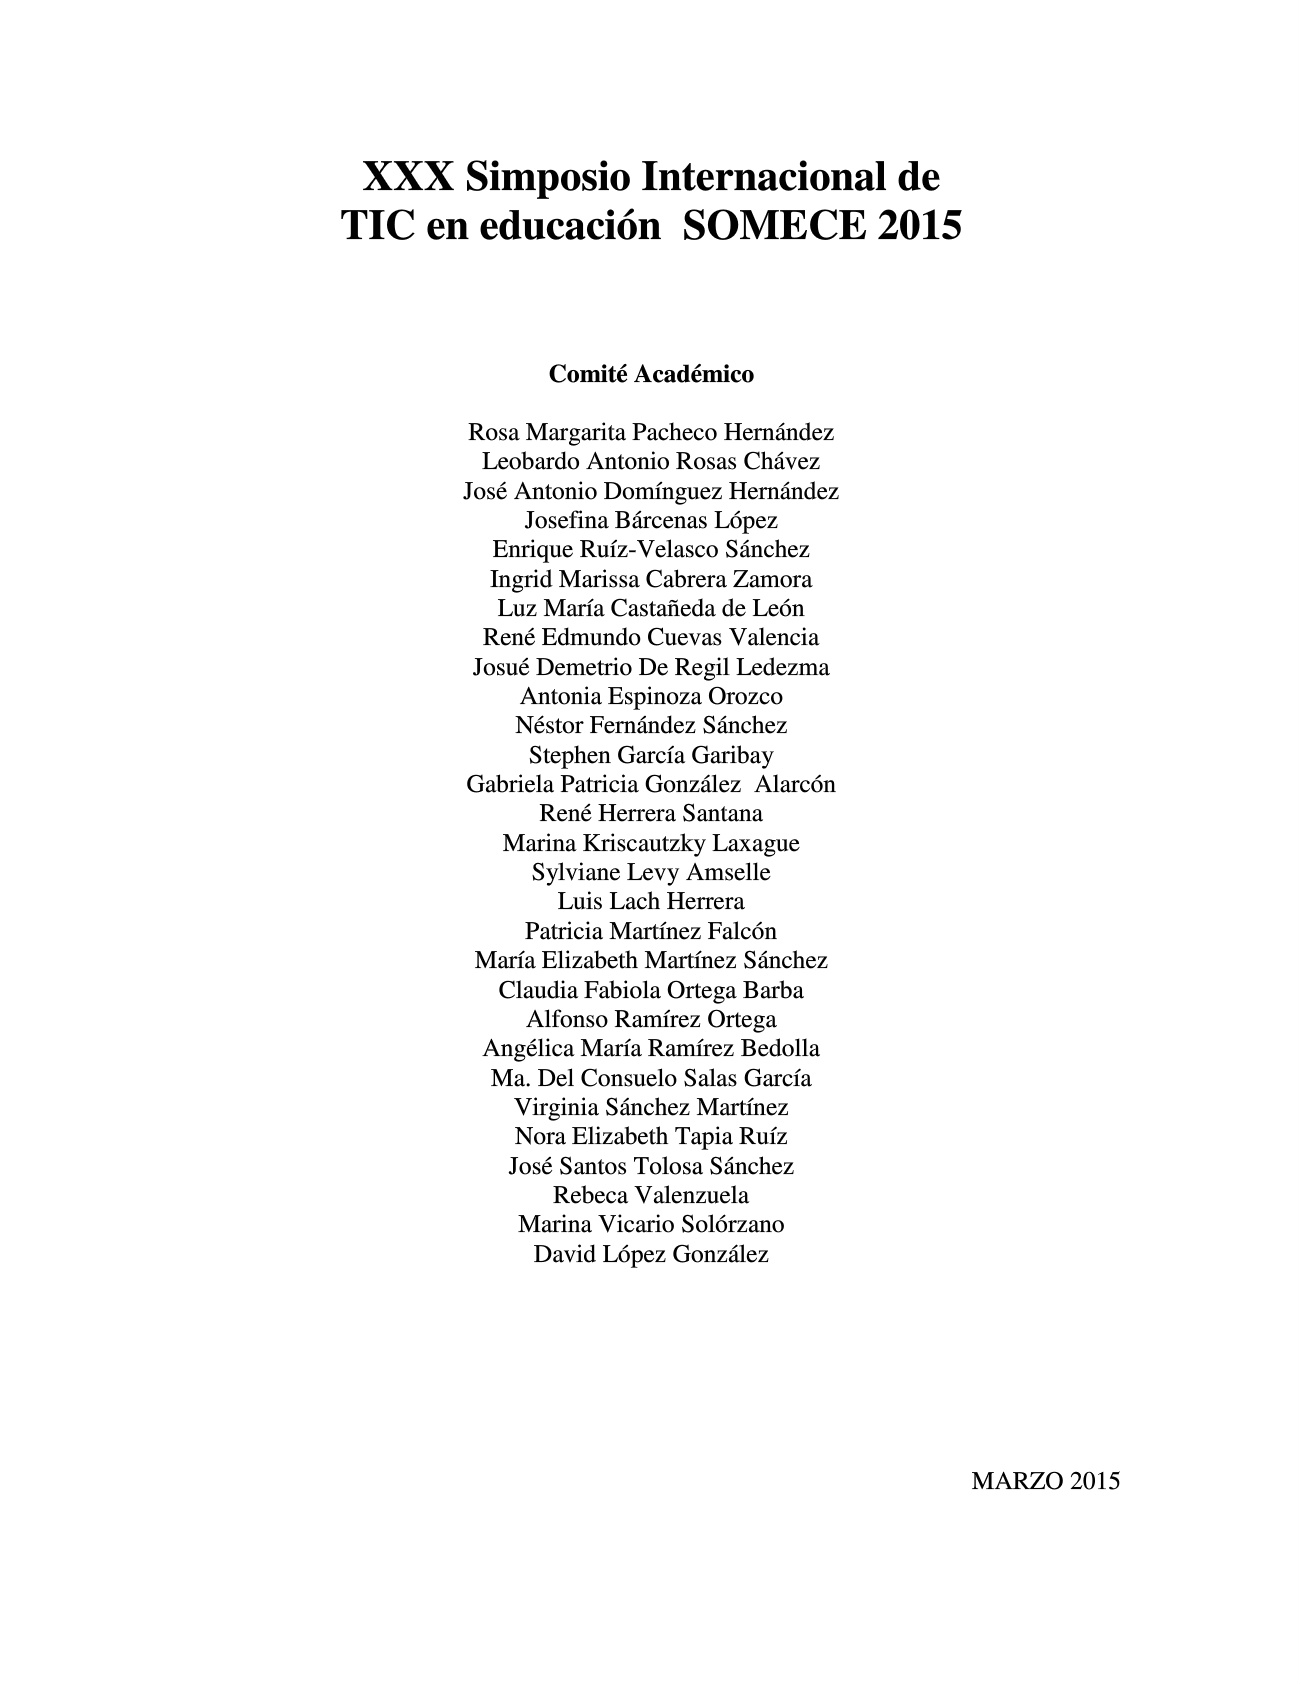 XXX Simposio Internacional de
TIC en educación  SOMECE 2015
Comité Académico
Rosa Margarita Pacheco Hernández
Leobardo Antonio Rosas Chávez
José Antonio Domínguez Hernández
Josefina Bárcenas López
Enrique Ruíz-Velasco Sánchez
Ingrid Marissa Cabrera Zamora
Luz María Castañeda de León
René Edmundo Cuevas Valencia
Josué Demetrio De Regil Ledezma
Antonia Espinoza Orozco
Néstor Fernández Sánchez
Stephen García Garibay
Gabriela Patricia González  Alarcón
René Herrera Santana
Marina Kriscautzky Laxague
Sylviane Levy Amselle
Luis Lach Herrera
Patricia Martínez Falcón
María Elizabeth Martínez Sánchez
Claudia Fabiola Ortega Barba
Alfonso Ramírez Ortega
Angélica María Ramírez Bedolla
Ma. Del Consuelo Salas García
Virginia Sánchez Martínez
Nora Elizabeth Tapia Ruíz
José Santos Tolosa Sánchez
Rebeca Valenzuela
Marina Vicario Solórzano
David López González
MARZO 2015